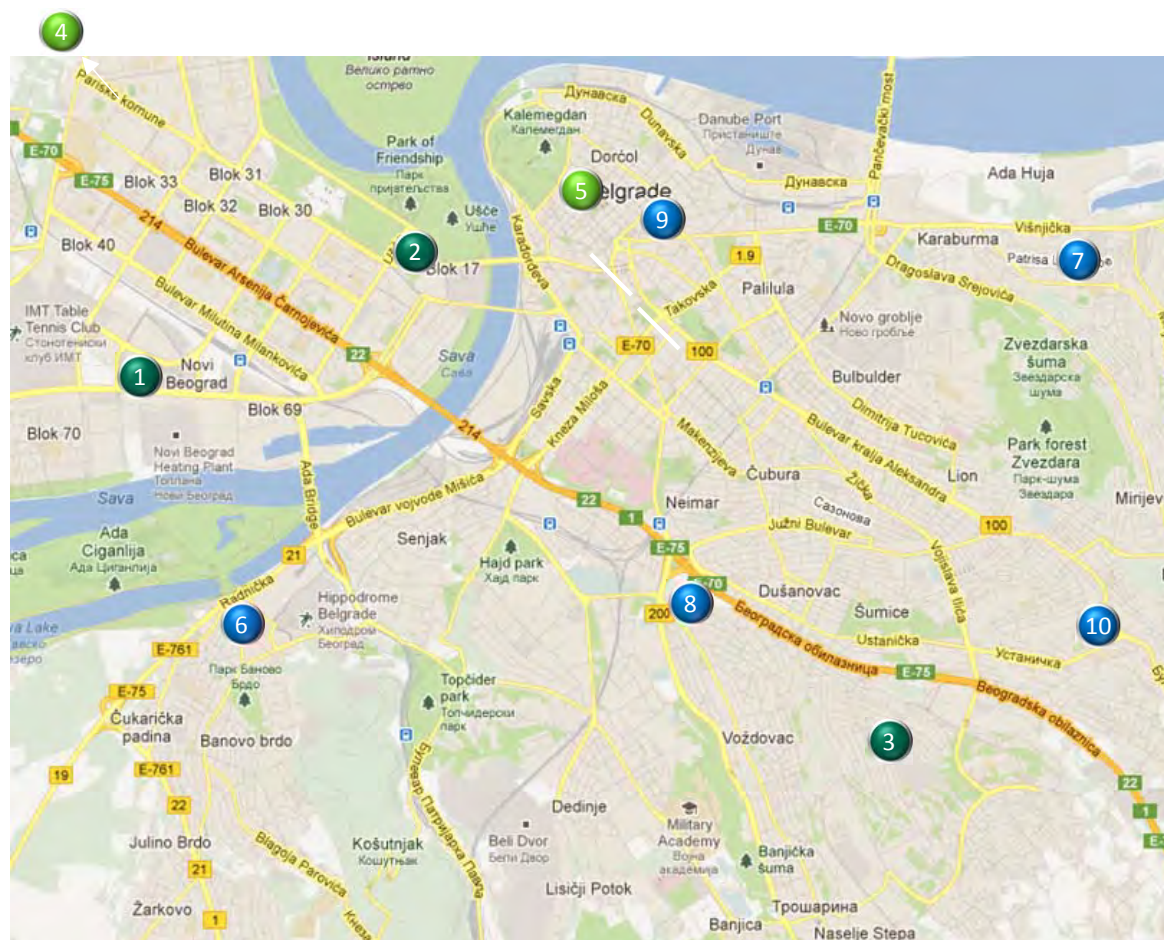 4
Island
Велико ратно
острво
Pariske komune
Дунавска
Dunavska
Kalemegdan
Калемегдан
Danube Port
Пристаниште
Дунав
Pančevački most
E-70
Park of
Friendship
Парк
пријатељства
Dorćol
E-75
Blok 33
Blok 31
Дунавска
Ada Huja
5
Belgrade
Blok 32
Blok 30
Ušće
Ушће
214
9
E-70
Višnjička
Karaburma
Karađorđeva
Blok 40
Bulevar Arsenija Čarnojevića
2
Blok 17
1.9
Patrisa
7
Dragoslava Srejovića
Bulevar Milutina Milankovića
Takovska
Palilula
IMT Table
Tennis Club
Стонотениски
клуб ИМТ
Novo groblje
Ново гробље
22
Sava
Сава
E-70
100
Zvezdarska
šuma
Звездарска
шума
1
Novi
Beograd
Bulbulder
Blok 69
Savska
Kneza Miloša
Dimitrija Tucovića
Blok 70
214
Makenzijeva
Bulevar kralja Aleksandra
Park forest
Zvezdara
Парк-шума
Звездара
Novi Beograd
Heating Plant
Топлана
Нови Београд
Čubura
Lion
Žička
Sava
Ada Bridge
Bulevar vojvode Mišića
22
Neimar
Сазонова
Mirijev
1
100
Južni Bulevar
Ada
Ciganlija
Ада Циганлија
21
Senjak
Hajd park
Хајд парк
E-75
Vojislava Ilića
Radnička
E-70
Dušanovac
Hippodrome
Belgrade
Хиподром
Београд
8
200
Šumice
6
Београдска обилазница
Ustanička
10
E-761
Устаничка
Парк Баново
Брдо
E-75
Topčider
park
Топчидерски
парк
Beogradska obilaznica
E-75
Čukarička
padina
Banovo brdo
Voždovac
3
Булевар Патријарха Павла
E-761
19
22
22
Dedinje
1
Military
Academy
Војна
академија
Julino Brdo
Košutnjak
Кошутњак
Beli Dvor
Бели Двор
Blagoja Parovića
Banjička
šuma
21
Lisičji Potok
Žarkovo
1
Трошарина
Banjica
Naselje Stepa